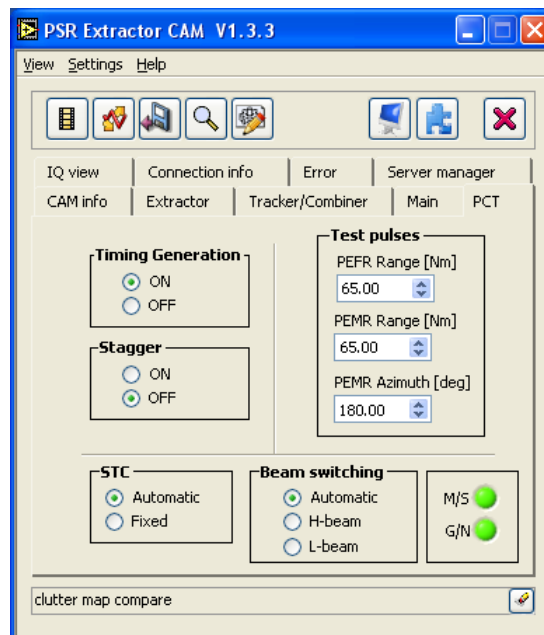 PSR Extractor CAM V1.3.3
View Settings Help
IQ view Connection info Error Server manager
CAM info Extractor Tracker/Combiner Main PCT
Timing Generation
ON
OFF
Stagger
ON
OFF
Test pulses
PEFR Range [Nm]
65.00
PEMR Range [Nm]
65.00
PEMR Azimuth [deg]
180.00
STC
Automatic
Fixed
Beam switching
Automatic
H-beam
L-beam
M/S
G/N
clutter map compare